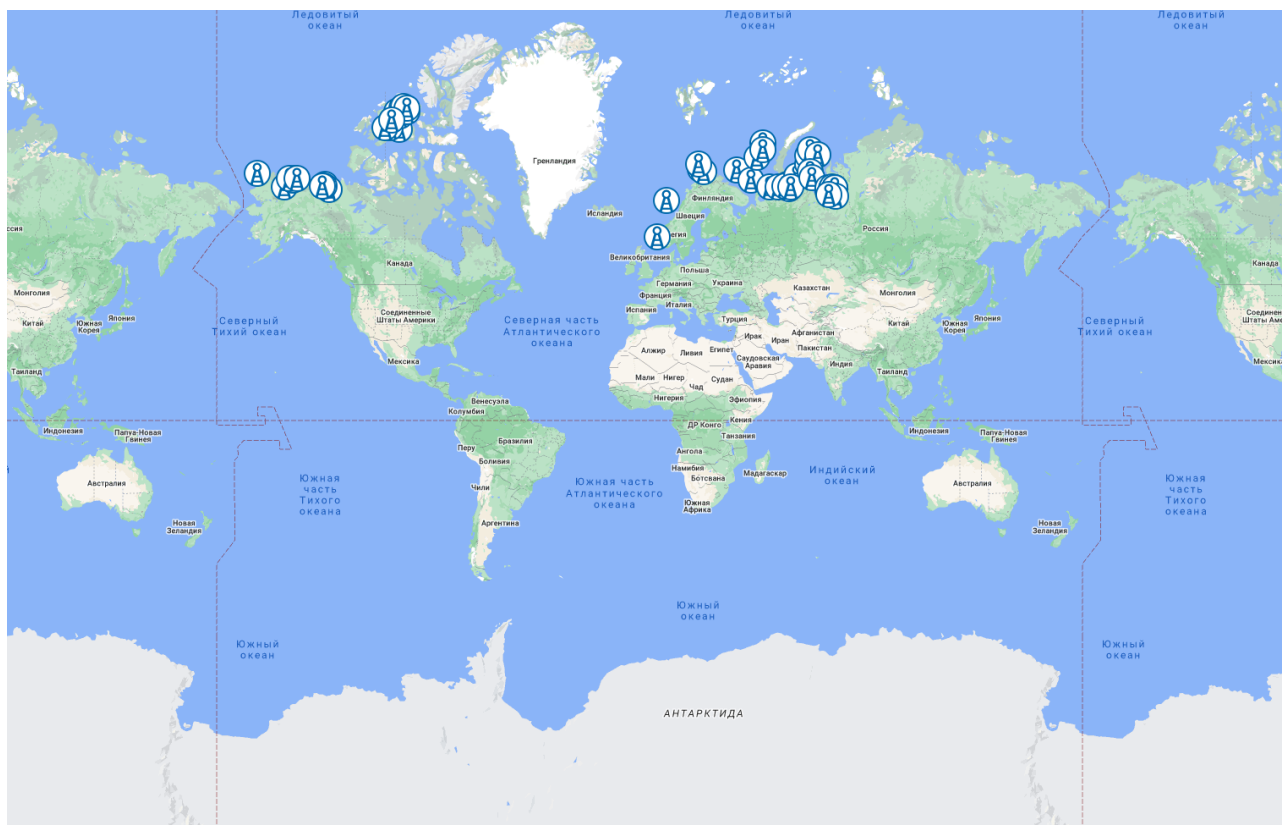 Ледовитый
океан
Ледовитый
океан
Ледовитый
океан
Гренландия
Исландия
Финляндия
Швеция
егия
Великобритания
Польша
Германия
Украина
Франция
Италия
Испания
Турция
Казахстан
Россия
Монголия
Китай
Южная
Корея
Япония
Афганистан
Пакистан
Ирак
Иран
Индия
Таиланд
Саудовская
Аравия
Алжир
Ливия
Египет
Мали
Нигер
Чад
Судан
Нигерия
Эфиопия
Кения
ДР Конго
Танзания
Ангола
Намибия
Ботсвана
Мадагаскар
Южная
Африка
Канада
Соединенные
Штаты Америки
Мексика
Венесуэла
Колумбия
Перу
Бразилия
Боливия
Чили
Аргентина
Северная часть
Атлантического
океана
Южная часть
Атлантического
океана
Северный
Тихий океан
Южная
часть
Тихого
океана
Индийский
океан
Южный
океан
Южный
океан
Южный
океан
АНТАРКТИДА
ссия
Монголия
Китай
Южная
Корея
Япония
Таиланд
Индонезия
Папуа-Новая
Гвинея
Австралия
Новая
Зеландия
Индонезия
Папуа-Новая
Гвинея
Австралия
Новая
Зеландия
Северный
Тихий океан
Южная
часть
Тихого
океана
Канада
Соединенны
Штаты Америк
Мексика
й